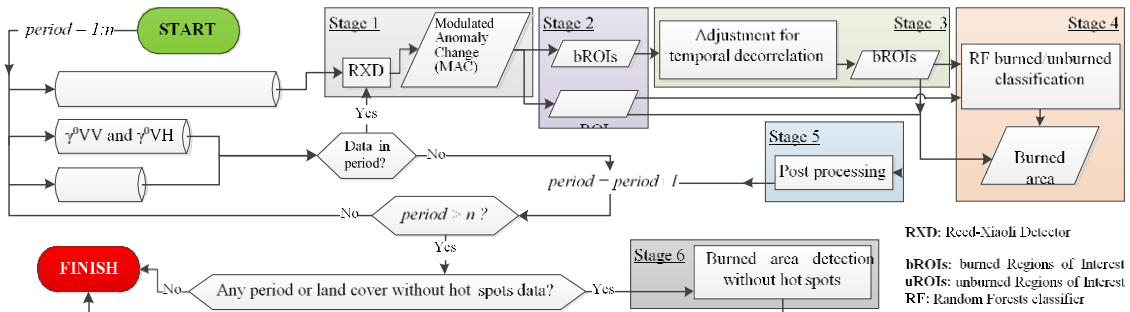 period - 1:n
START
Stage 1
RXD
Modulated
Anomaly
Change
(MAC)
Stage 2
bROIs
Stage 3
Adjustment for
temporal decorrelation
bROIs
Stage 4
RF burned/unburned
classification
Burned
area
γ⁰VV and γ⁰VH
Yes
Data in
period?
No
Stage 5
Post processing
period - period 1
No
period > n ?
Yes
FINISH
No
Any period or land cover without hot spots data?
Yes
Stage 6
Burned area detection
without hot spots
RXD: Reed-Xiaoli Detector
bROIs: burned Regions of Interest
uROIs: unburned Regions of Interest
RF: Random Forests classifier